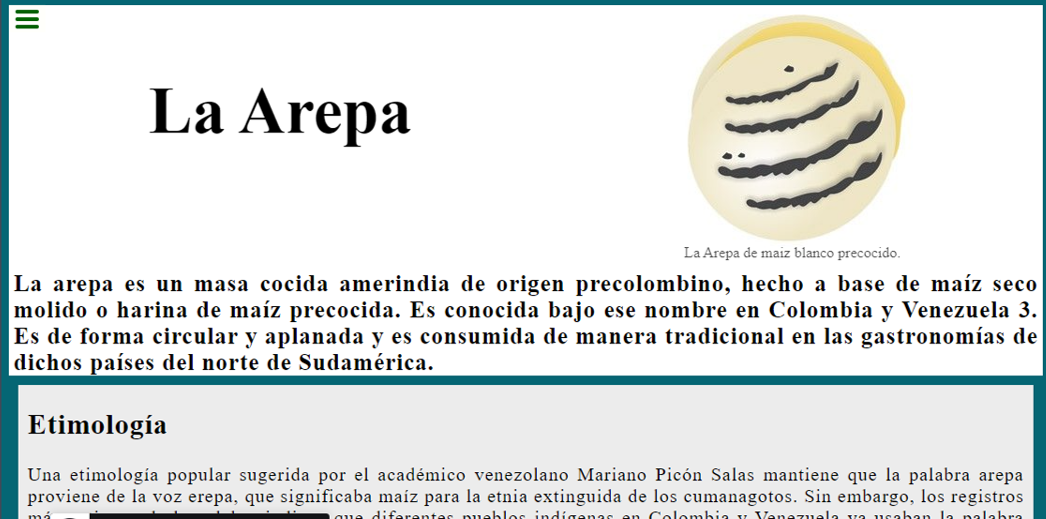 La Arepa
La Arepa de maiz blanco precocido.
La arepa es un masa cocida amerindia de origen precolombino, hecho a base de maíz seco
molido o harina de maíz precocida. Es conocida bajo ese nombre en Colombia y Venezuela 3.
Es de forma circular y aplanada y es consumida de manera tradicional en las gastronomías de
dichos países del norte de Sudamérica.
Etimología
Una etimología popular sugerida por el académico venezolano Mariano Picón Salas mantiene que la palabra arepa
proviene de la voz erepa, que significaba maíz para la etnia extinguida de los cumanagotos. Sin embargo, los registros
que diferentes pueblos indígenas en Colombia y Venezuela ya usaban la palabra